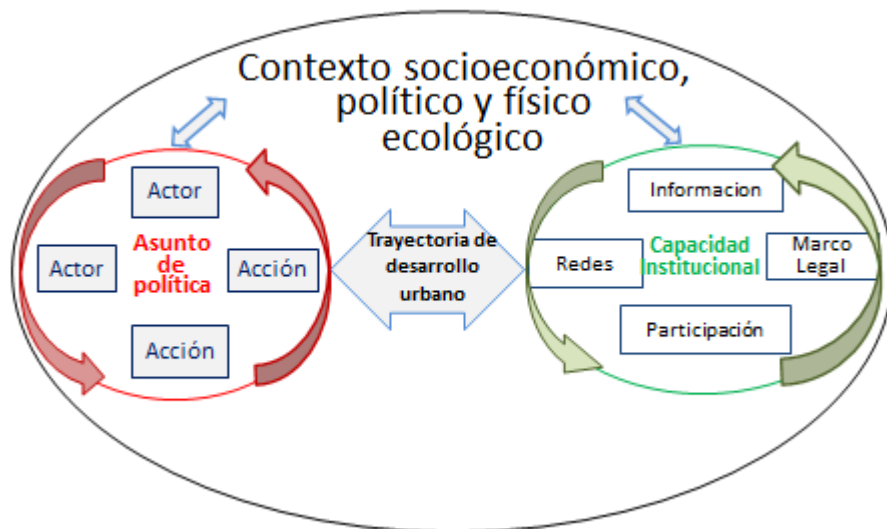 Contexto socioeconómico,
político y físico
ecológico
Actor
Actor
Asunto
de
política
Acción
Acción
Trayectoria de
desarrollo
urbano
Informacion
Redes
Capacidad
Institucional
Marco
Legal
Participación